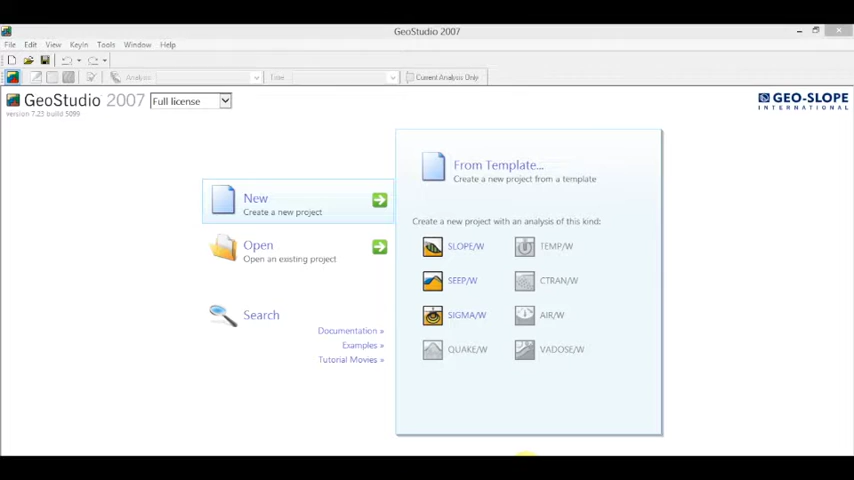 GeoStudio 2007
File Edit View KeyIn Tools Window Help
Analysis: Time: Current Analysis Only
GeoStudio 2007 Full license
version 7.23 build 5099
GEO-SLOPE
INTERNATIONAL
New
Create a new project
Open
Open an existing project
Search
Documentation »
Examples »
Tutorial Movies »
From Template...
Create a new project from a template
Create a new project with an analysis of this kind:
SLOPE/W TEMP/W
SEEP/W CTRAN/W
SIGMA/W AIR/W
QUAKE/W VADOSE/W